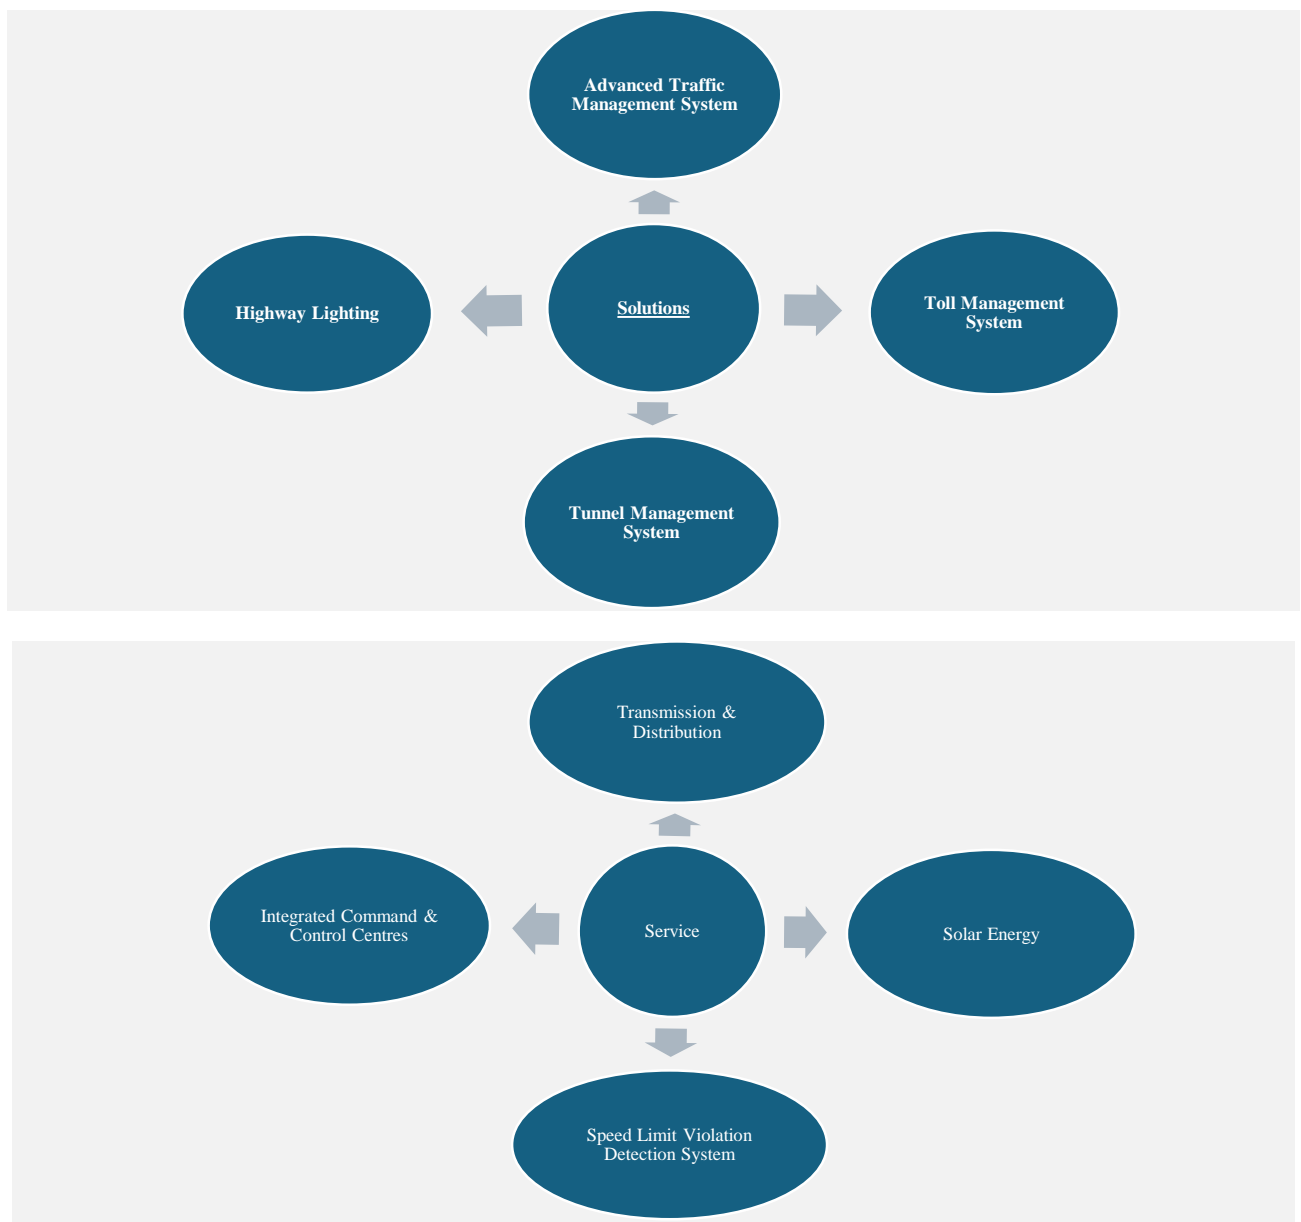 Advanced Traffic
Management System
Highway Lighting
Solutions
Toll Management
System
Tunnel Management
System
Transmission &
Distribution
Integrated Command &
Control Centres
Service
Solar Energy
Speed Limit Violation
Detection System